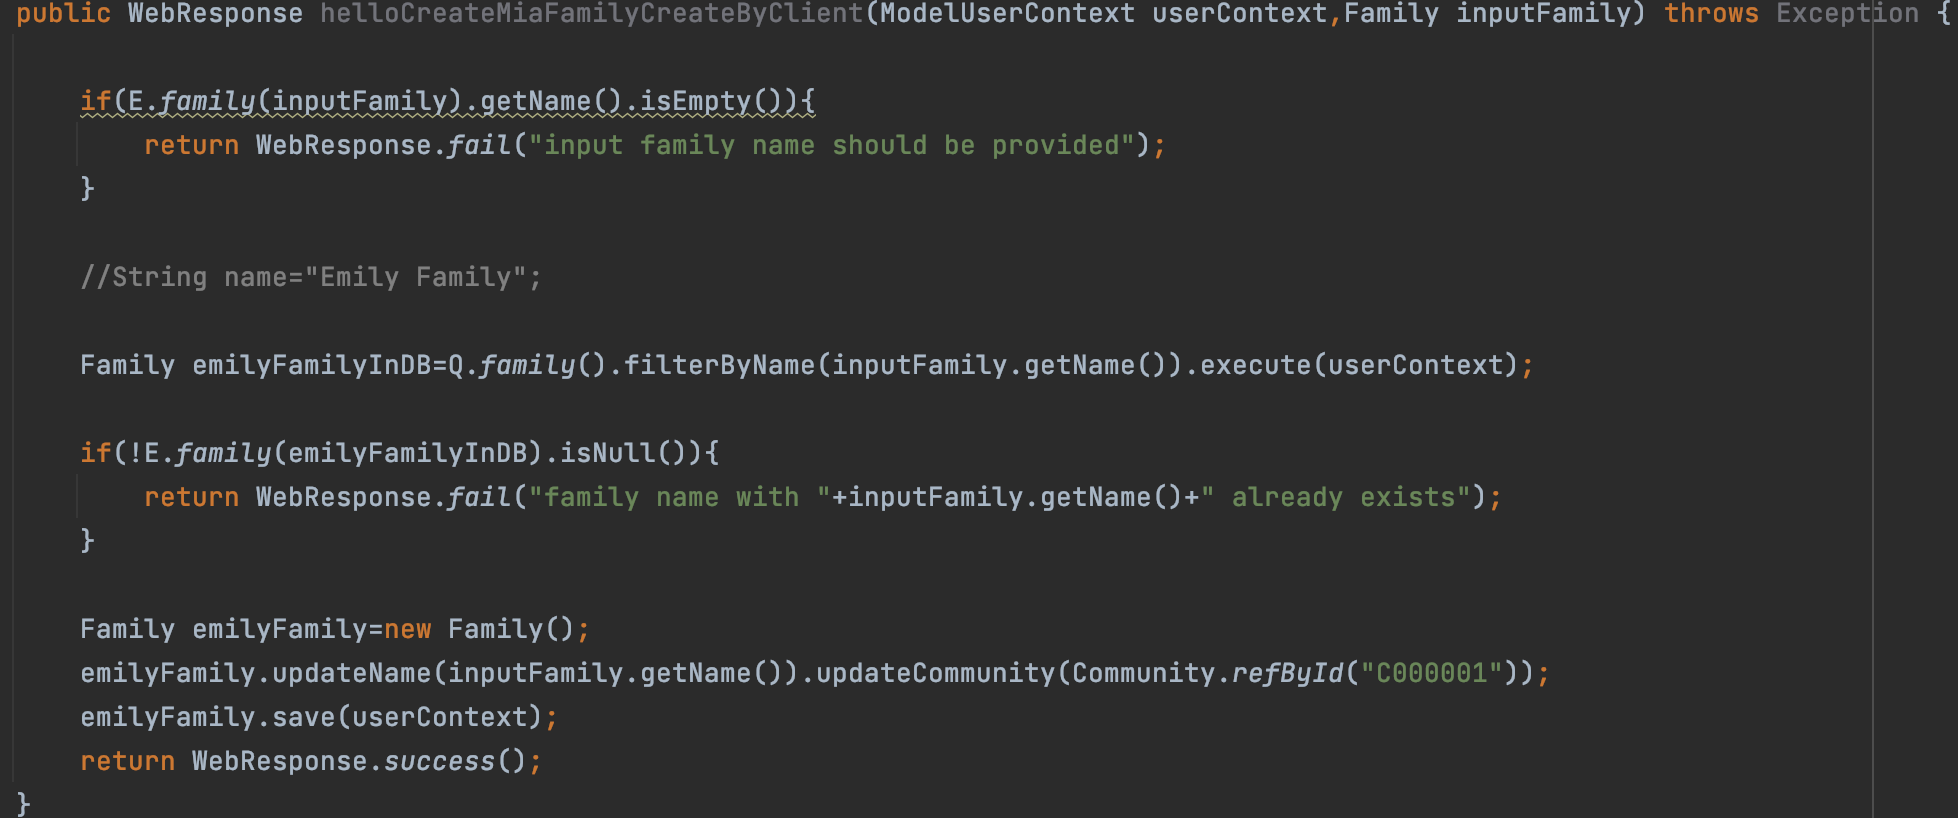 public WebResponse helloCreateMiaFamilyCreateByClient(ModelUserContext userContext,Family inputFamily) throws Exception {
if(E.family(inputFamily).getName().isEmpty()){
return WebResponse.fail("input family name should be provided");
}
//String name="Emily Family";
Family emilyFamilyInDB=Q.family().filterByName(inputFamily.getName()).execute(userContext);
if(!E.family(emilyFamilyInDB).isNull()){
return WebResponse.fail("family name with "+inputFamily.getName()+" already exists");
}
Family emilyFamily=new Family();
emilyFamily.updateName(inputFamily.getName()).updateCommunity(Community.refById("C000001"));
emilyFamily.save(userContext);
return WebResponse.success();
}